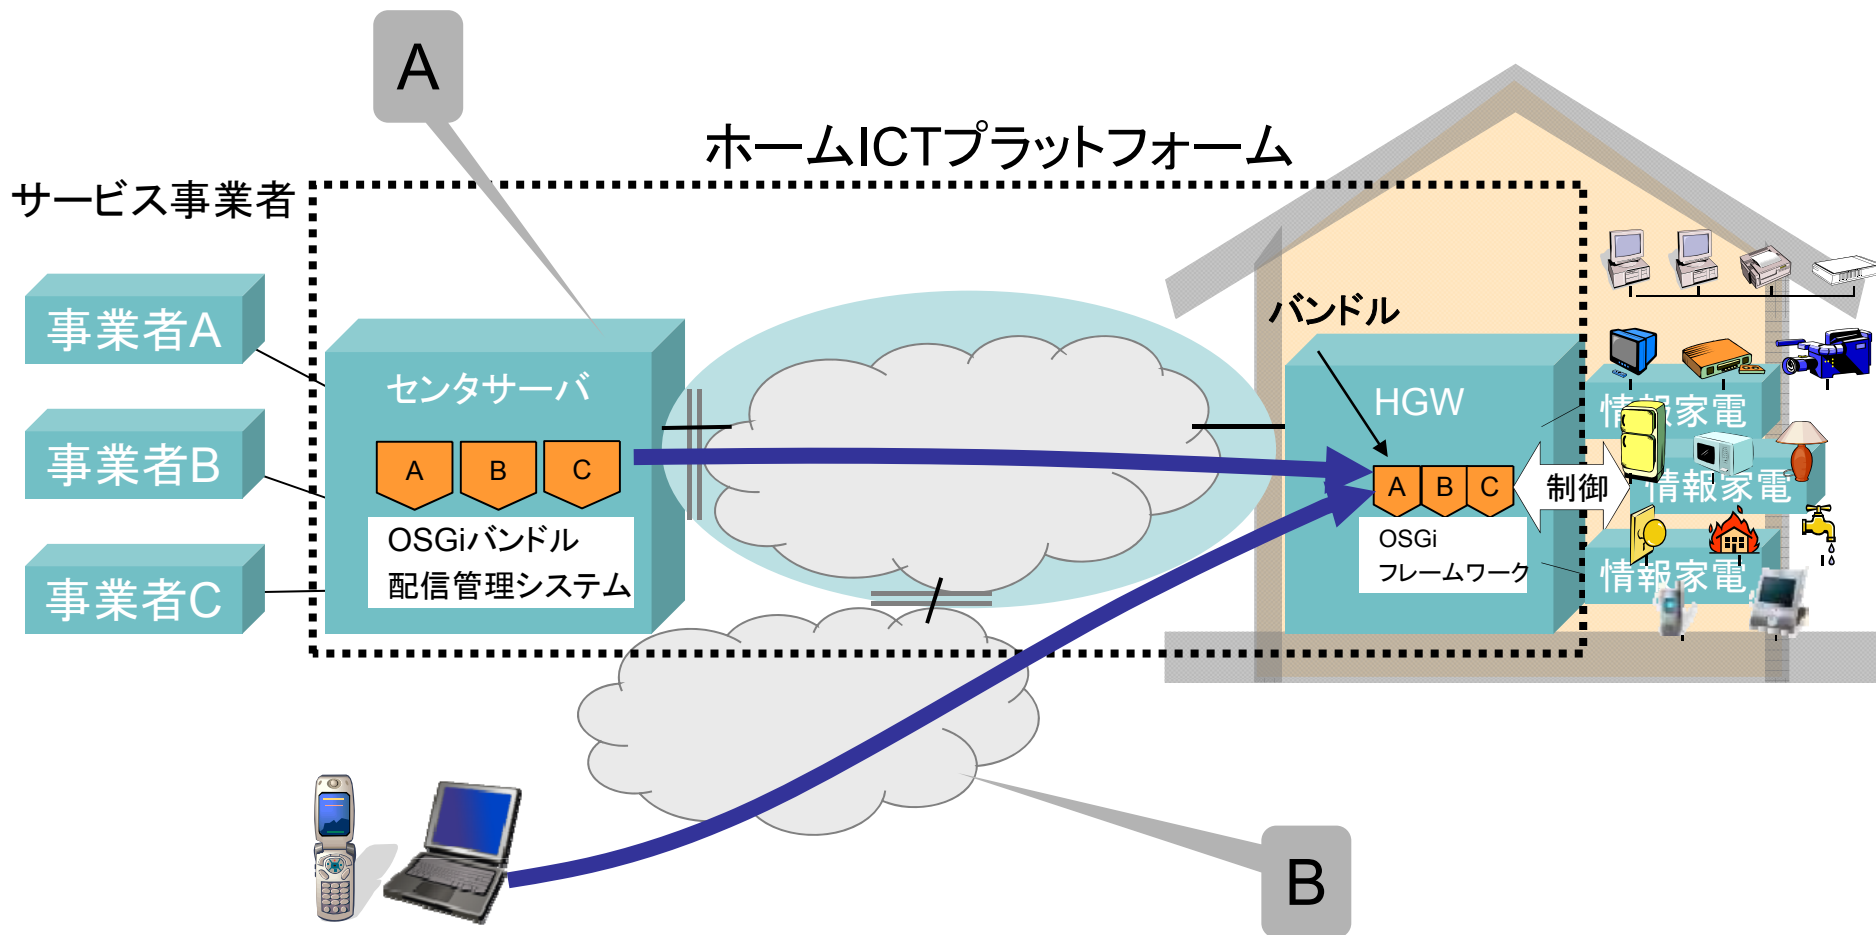 A
ホームICTプラットフォーム
サービス事業者
事業者A
事業者B
事業者C
センタサーバ
A
B
C
OSGiバンドル
配信管理システム
バンドル
HGW
A
B
C
OSGi
フレームワーク
制御
情報家電
情報家電
情報家電
B